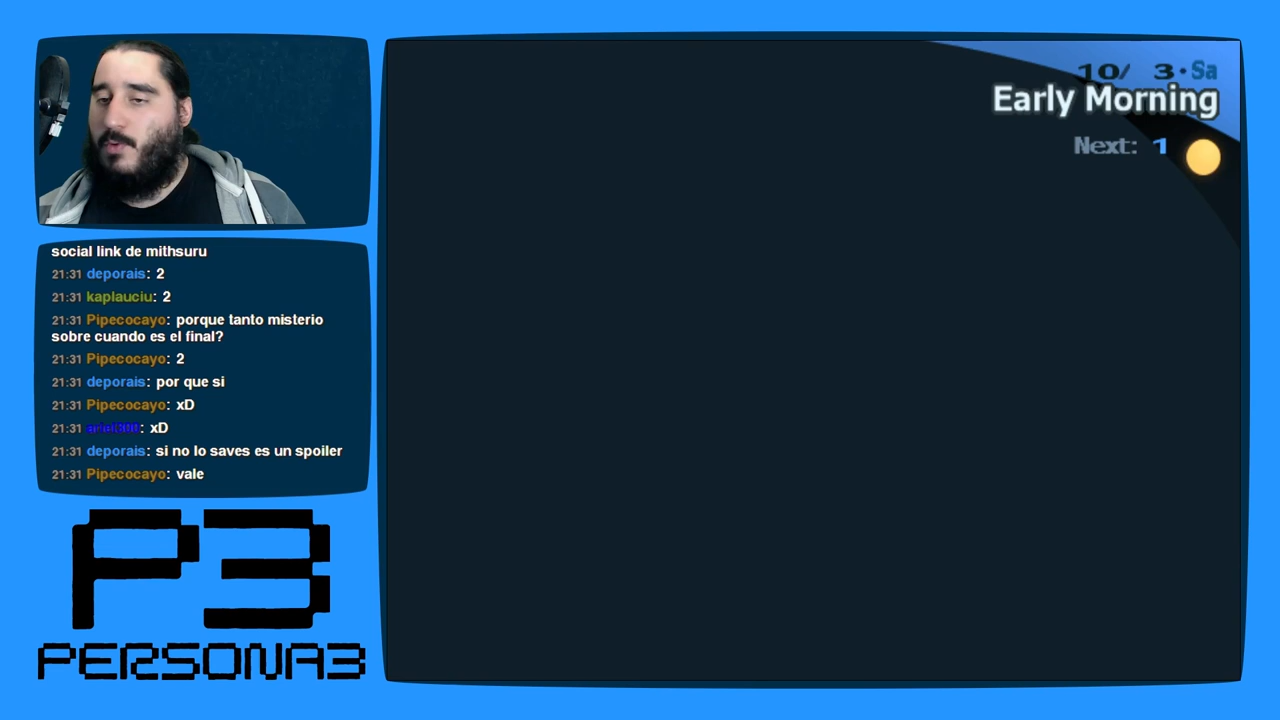 social link de mithsuru
21:31 deporais: 2
21:31 kaplauciu: 2
21:31 Pipecocayo: porque tanto misterio
sobre cuando es el final?
21:31 Pipecocayo: 2
21:31 deporais: por que si
21:31 Pipecocayo: xD
21:31 : xD
21:31 deporais: si no lo saves es un spoiler
21:31 Pipecocayo: vale
P3
PERSONA3
10/ 3·Sa
Early Morning
Next: 1